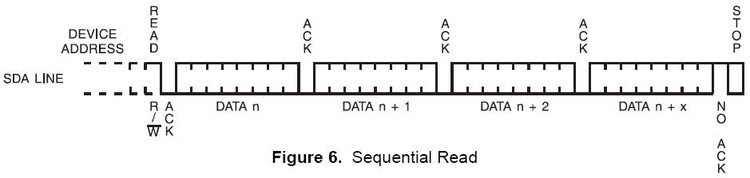 READ
ACK
ACK
ACK
STOP
DEVICE
ADDRESS
SDA LINE
R/W
ACK
DATA n
DATA n + 1
DATA n + 2
DATA n + x
NO ACK
Figure 6. Sequential Read